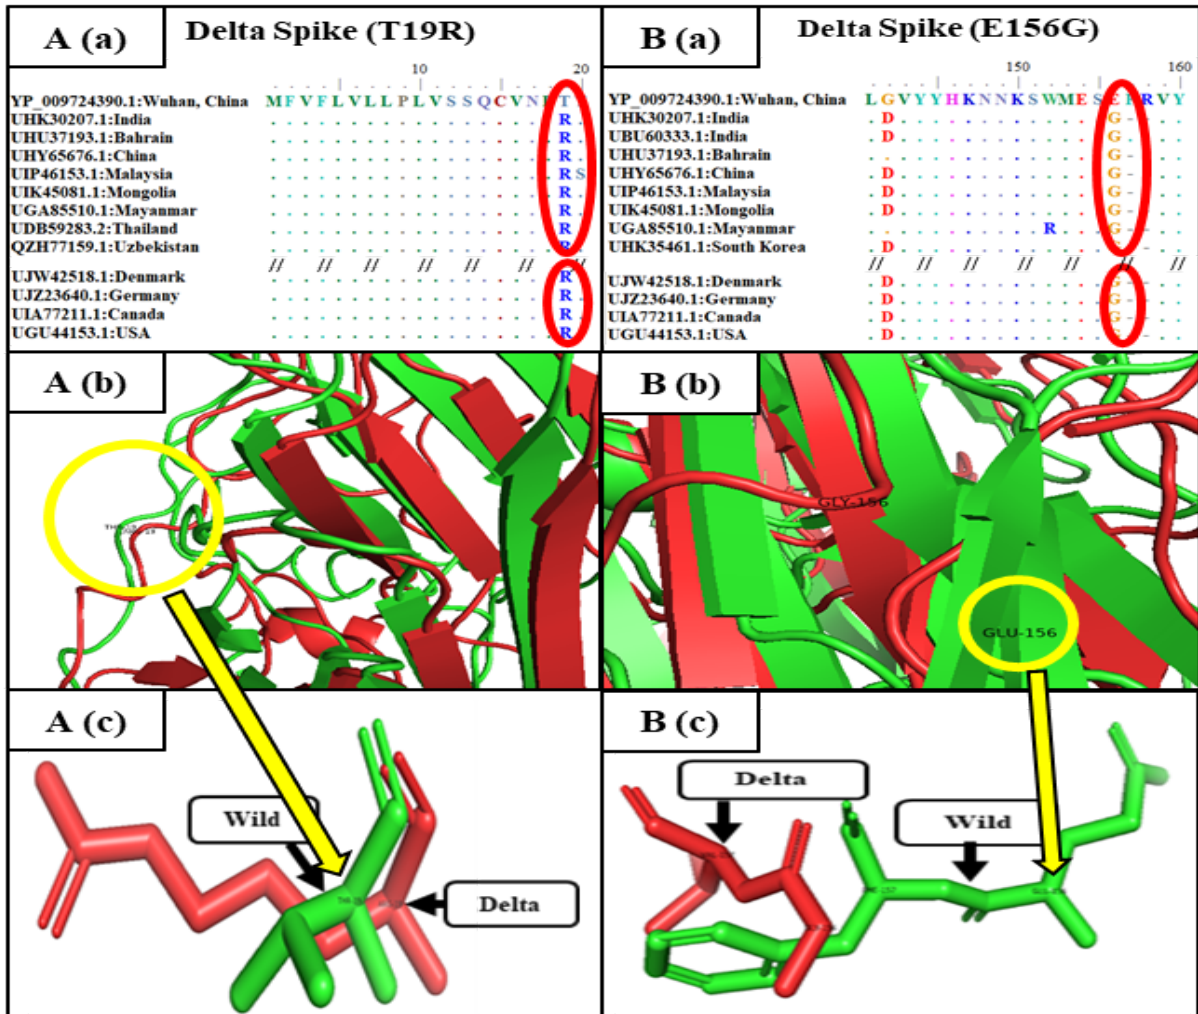 A (a)
Delta Spike (T19R)
10 20
YP_009724390.1:Wuhan, China M F V F L V L L P L V S S Q C V N T
UHK30207.1:India . . . . . . . . . . . . . . . . . . R .
UHU37193.1:Bahrain . . . . . . . . . . . . . . . . . . R .
UHY65676.1:China . . . . . . . . . . . . . . . . . . R .
UIP46153.1:Malaysia . . . . . . . . . . . . . . . . . . R S
UIK45081.1:Mongolia . . . . . . . . . . . . . . . . . . R .
UGA85510.1:Mayanmar . . . . . . . . . . . . . . . . . . R .
UDB59283.2:Thailand . . . . . . . . . . . . . . . . . . R .
QZH77159.1:Uzbekistan . . . . . . . . . . . . . . . . . . R .
// // // // // // //
UJW42518.1:Denmark . . . . . . . . . . . . . . . . . . R .
UJZ23640.1:Germany . . . . . . . . . . . . . . . . . . R .
UIA77211.1:Canada . . . . . . . . . . . . . . . . . . R .
UGU44153.1:USA . . . . . . . . . . . . . . . . . . R .
B (a)
Delta Spike (E156G)
150 160
YP_009724390.1:Wuhan, China L G V Y Y H K N N K S W M E S E R V Y
UHK30207.1:India . D . . . . . . . . . . . . . G - . . .
UBU60333.1:India . D . . . . . . . . . . . . . G - . . .
UHU37193.1:Bahrain . . . . . . . . . . . . . . . G - . . .
UHY65676.1:China . D . . . . . . . . . . . . . G - . . .
UIP46153.1:Malaysia . D . . . . . . . . . . . . . G - . . .
UIK45081.1:Mongolia . D . . . . . . . . . . . . . G - . . .
UGA85510.1:Mayanmar . . . . . . . . . . . R . . . G - . . .
UHK35461.1:South Korea . D . . . . . . . . . . . . . - . . .
// // // // // // //
UJW42518.1:Denmark . D . . . . . . . . . . . . . G - . . .
UJZ23640.1:Germany . D . . . . . . . . . . . . . G - . . .
UIA77211.1:Canada . D . . . . . . . . . . . . . G - . . .
UGU44153.1:USA . D . . . . . . . . . . . . . G - . . .
A (b)
B (b)
GLY-156
GLU-156
A (c)
Wild
Delta
B (c)
Delta
Wild